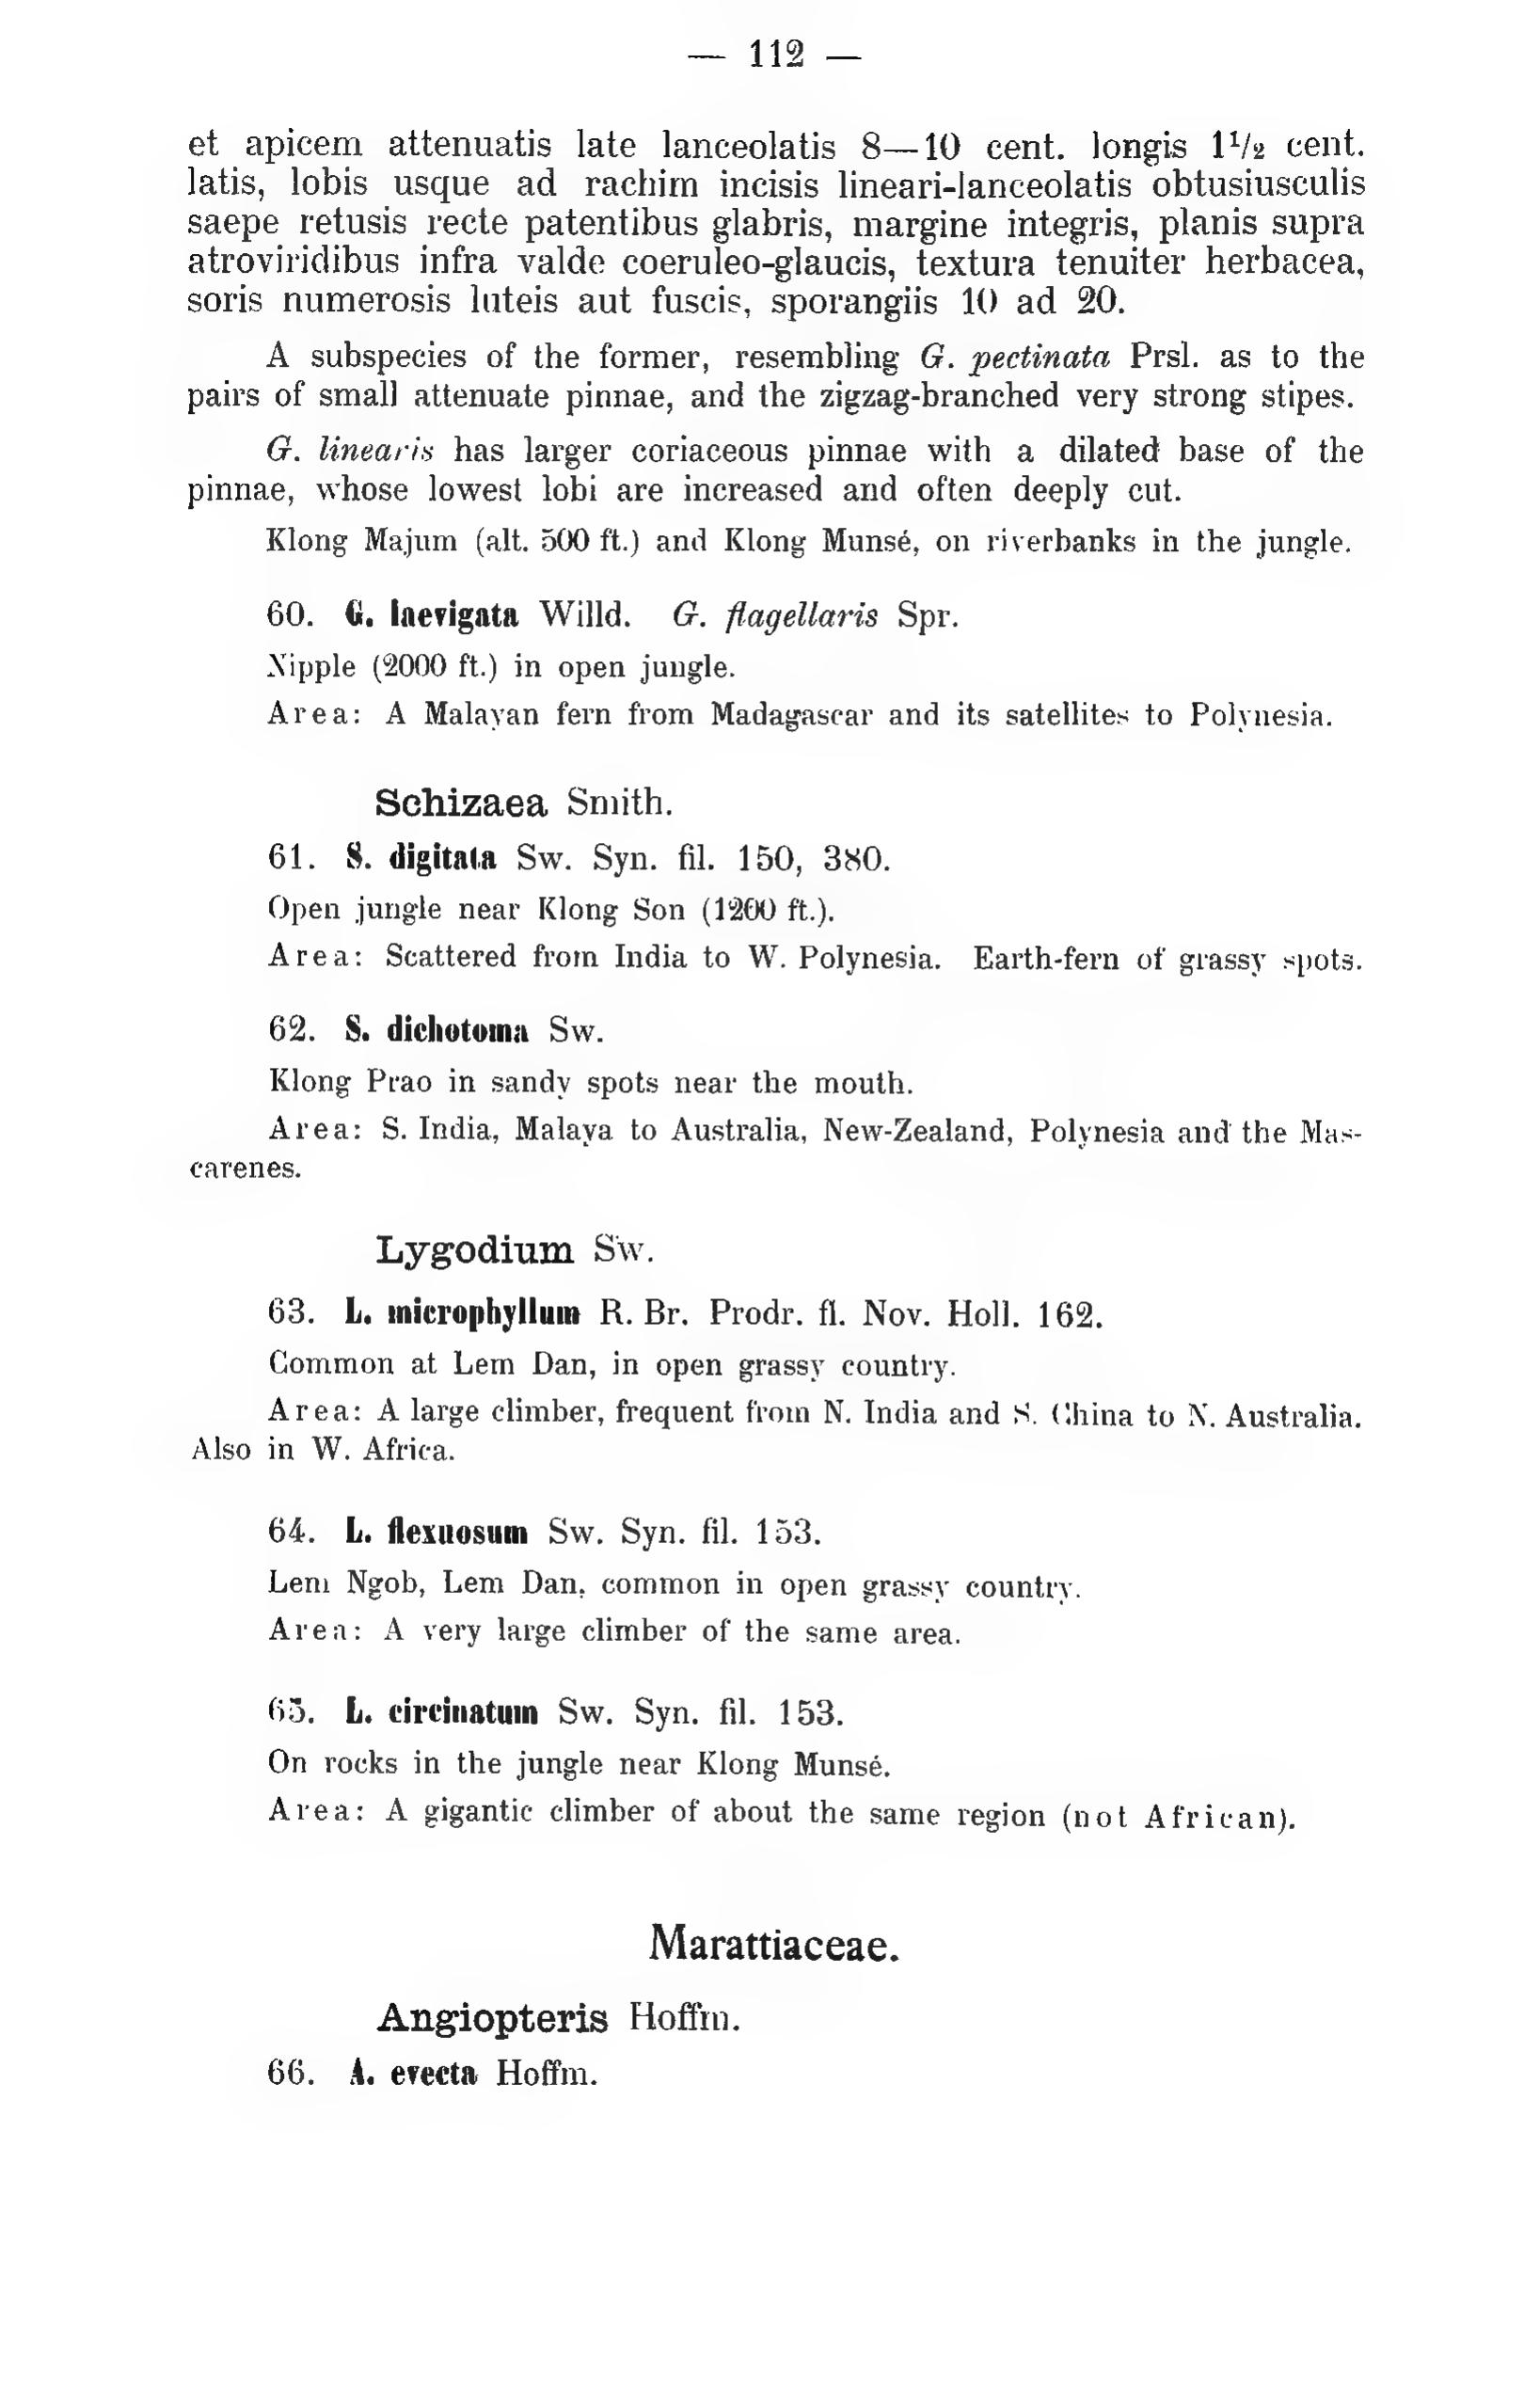 — 112 —
et apicem attenuatis late lanceolatis 8—10 cent. longis 1½ cent.
latis, lobis usque ad rachim incisis lineari-lanceolatis obtusiusculis
saepe retusis recte patentibus glabris, margine integris, planis supra
atroviridibus infra valde coeruleo-glaucis, textura tenuiter herbacea,
soris numerosis luteis aut fuscis, sporangiis 10 ad 20.
A subspecies of the former, resembling G. pectinata Prsl. as to the
pairs of small attenuate pinnae, and the zigzag-branched very strong stipes.
G. linearis has larger coriaceous pinnae with a dilated base of the
pinnae, whose lowest lobi are increased and often deeply cut.
Klong Majum (alt. 500 ft.) and Klong Munsé, on riverbanks in the jungle.
60. G. laevigata Willd. G. flagellaris Spr.
Nipple (2000 ft.) in open jungle.
Area: A Malayan fern from Madagascar and its satellites to Polynesia.
Schizaea Smith.
61. S. digitata Sw. Syn. fil. 150, 380.
Open jungle near Klong Son (1200 ft.).
Area: Scattered from India to W. Polynesia. Earth-fern of grassy spots.
62. S. dichotoma Sw.
Klong Prao in sandy spots near the mouth.
Area: S. India, Malaya to Australia, New-Zealand, Polynesia and the Mas-
carenes.
Lygodium Sw.
63. L. microphyllum R. Br. Prodr. fl. Nov. Holl. 162.
Common at Lem Dan, in open grassy country.
Area: A large climber, frequent from N. India and S. China to N. Australia.
Also in W. Africa.
64. L. flexuosum Sw. Syn. fil. 153.
Lem Ngob, Lem Dan, common in open grassy country.
Area: A very large climber of the same area.
65. L. circinatum Sw. Syn. fil. 153.
On rocks in the jungle near Klong Munsé.
Area: A gigantic climber of about the same region (not African).
Marattiaceae.
Angiopteris Hoffm.
66. A. evecta Hoffm.